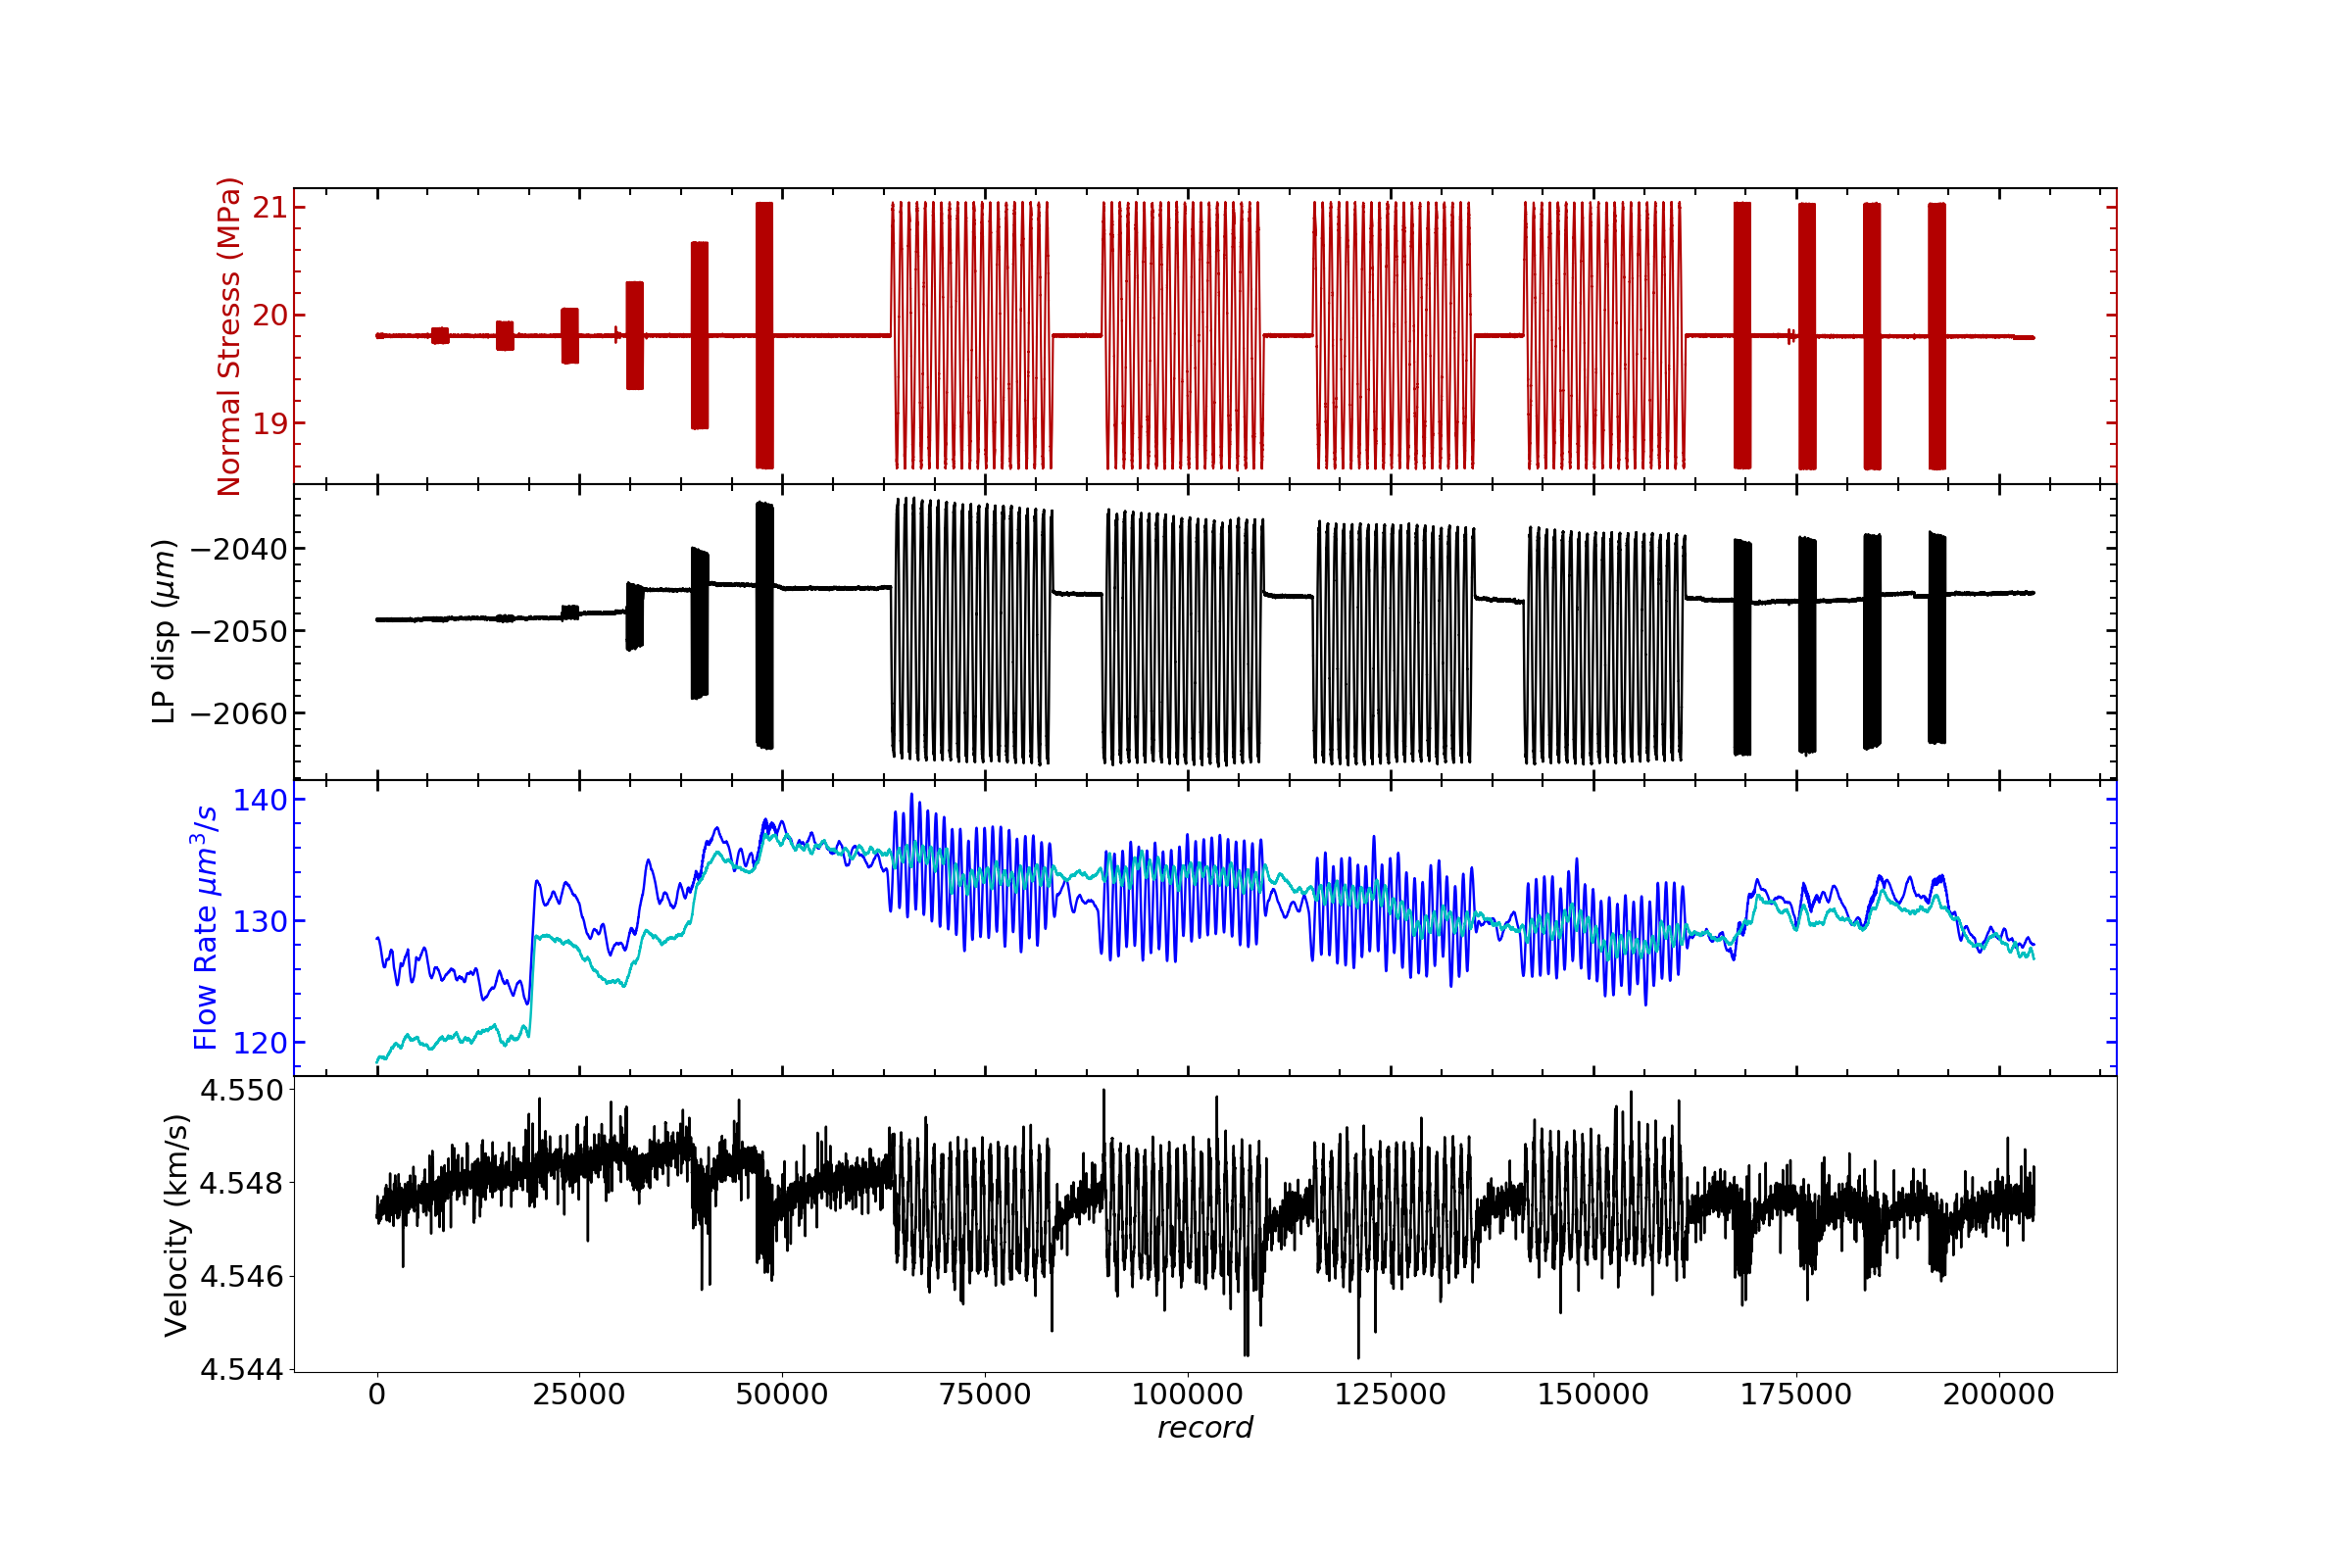 Normal Stresss (MPa)
21
20
19
LP disp (μm)
−2040
−2050
−2060
Flow Rate μm³/s
140
130
120
Velocity (km/s)
4.550
4.548
4.546
4.544
0 25000 50000 75000 100000 125000 150000 175000 200000
record